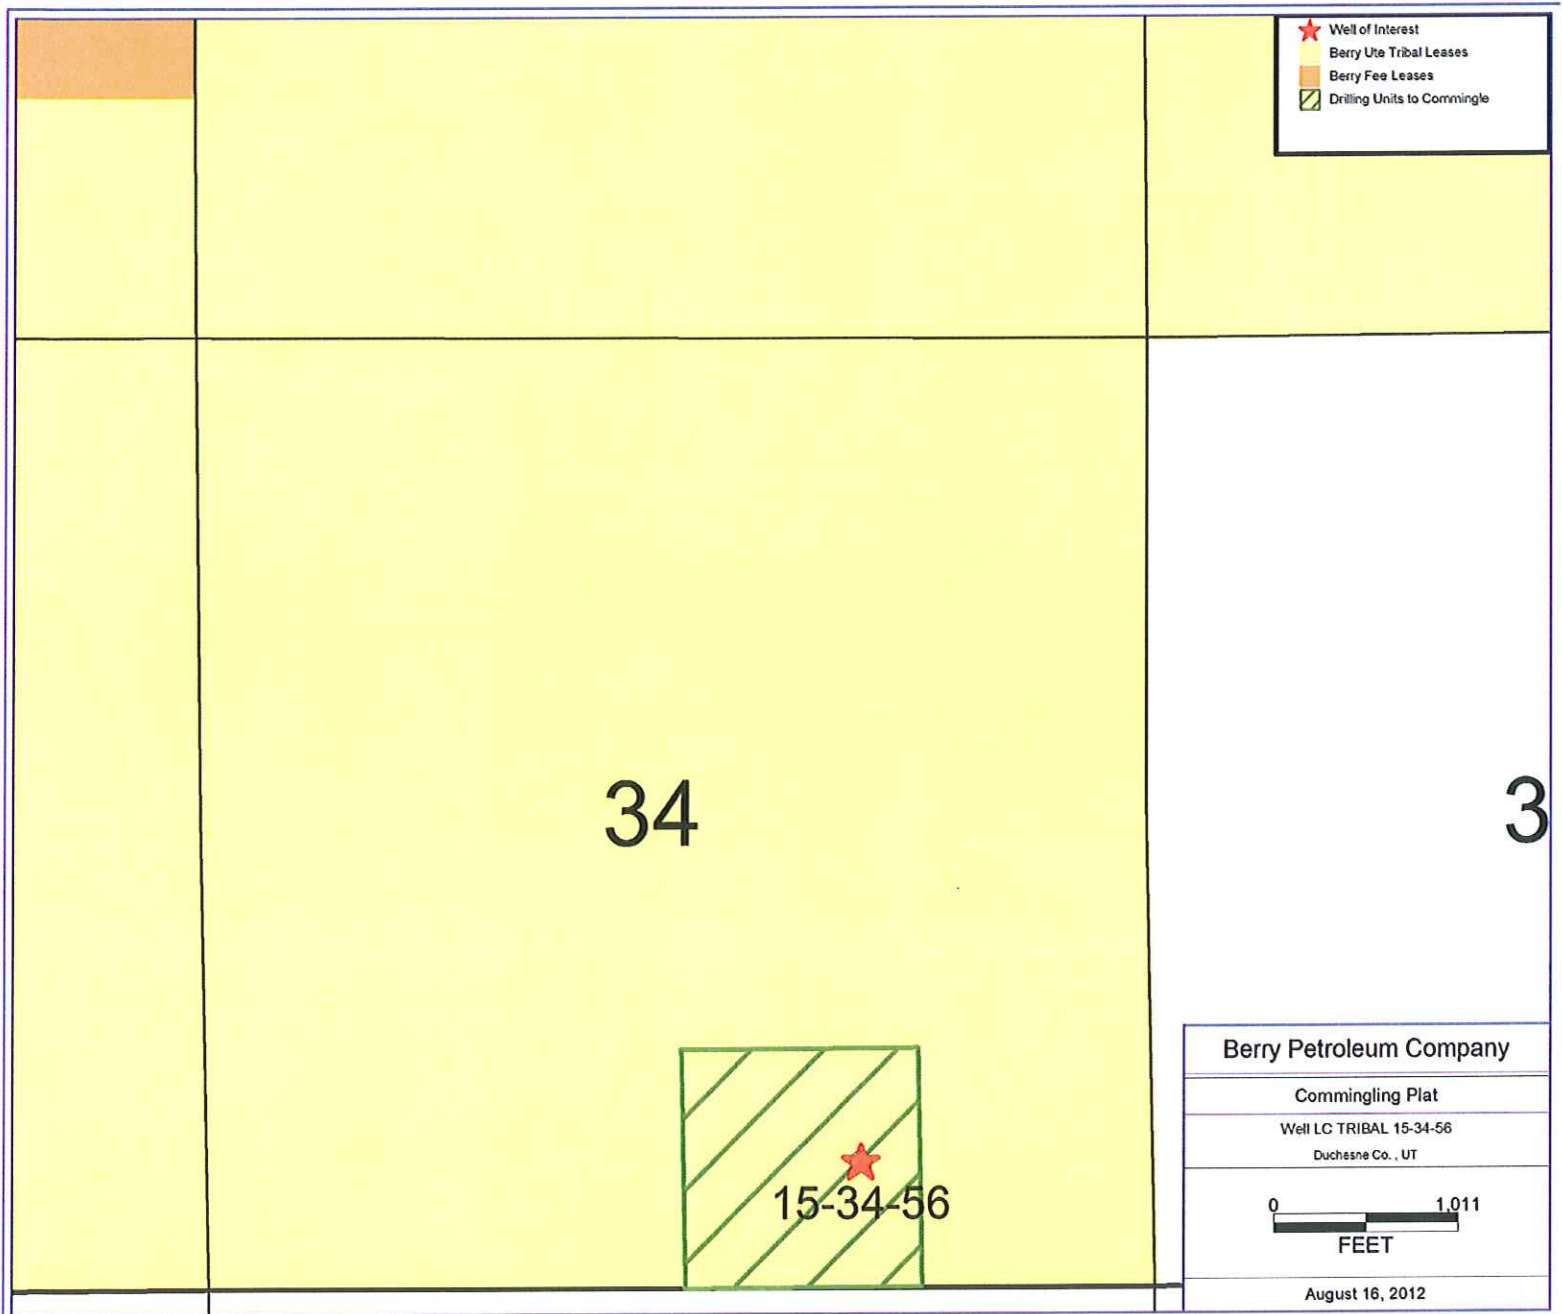 Well of Interest
Berry Ute Tribal Leases
Berry Fee Leases
Drilling Units to Commingle
34
3
15-34-56
Berry Petroleum Company
Commingling Plat
Well LC TRIBAL 15-34-56
Duchesne Co. , UT
0 1,011
FEET
August 16, 2012